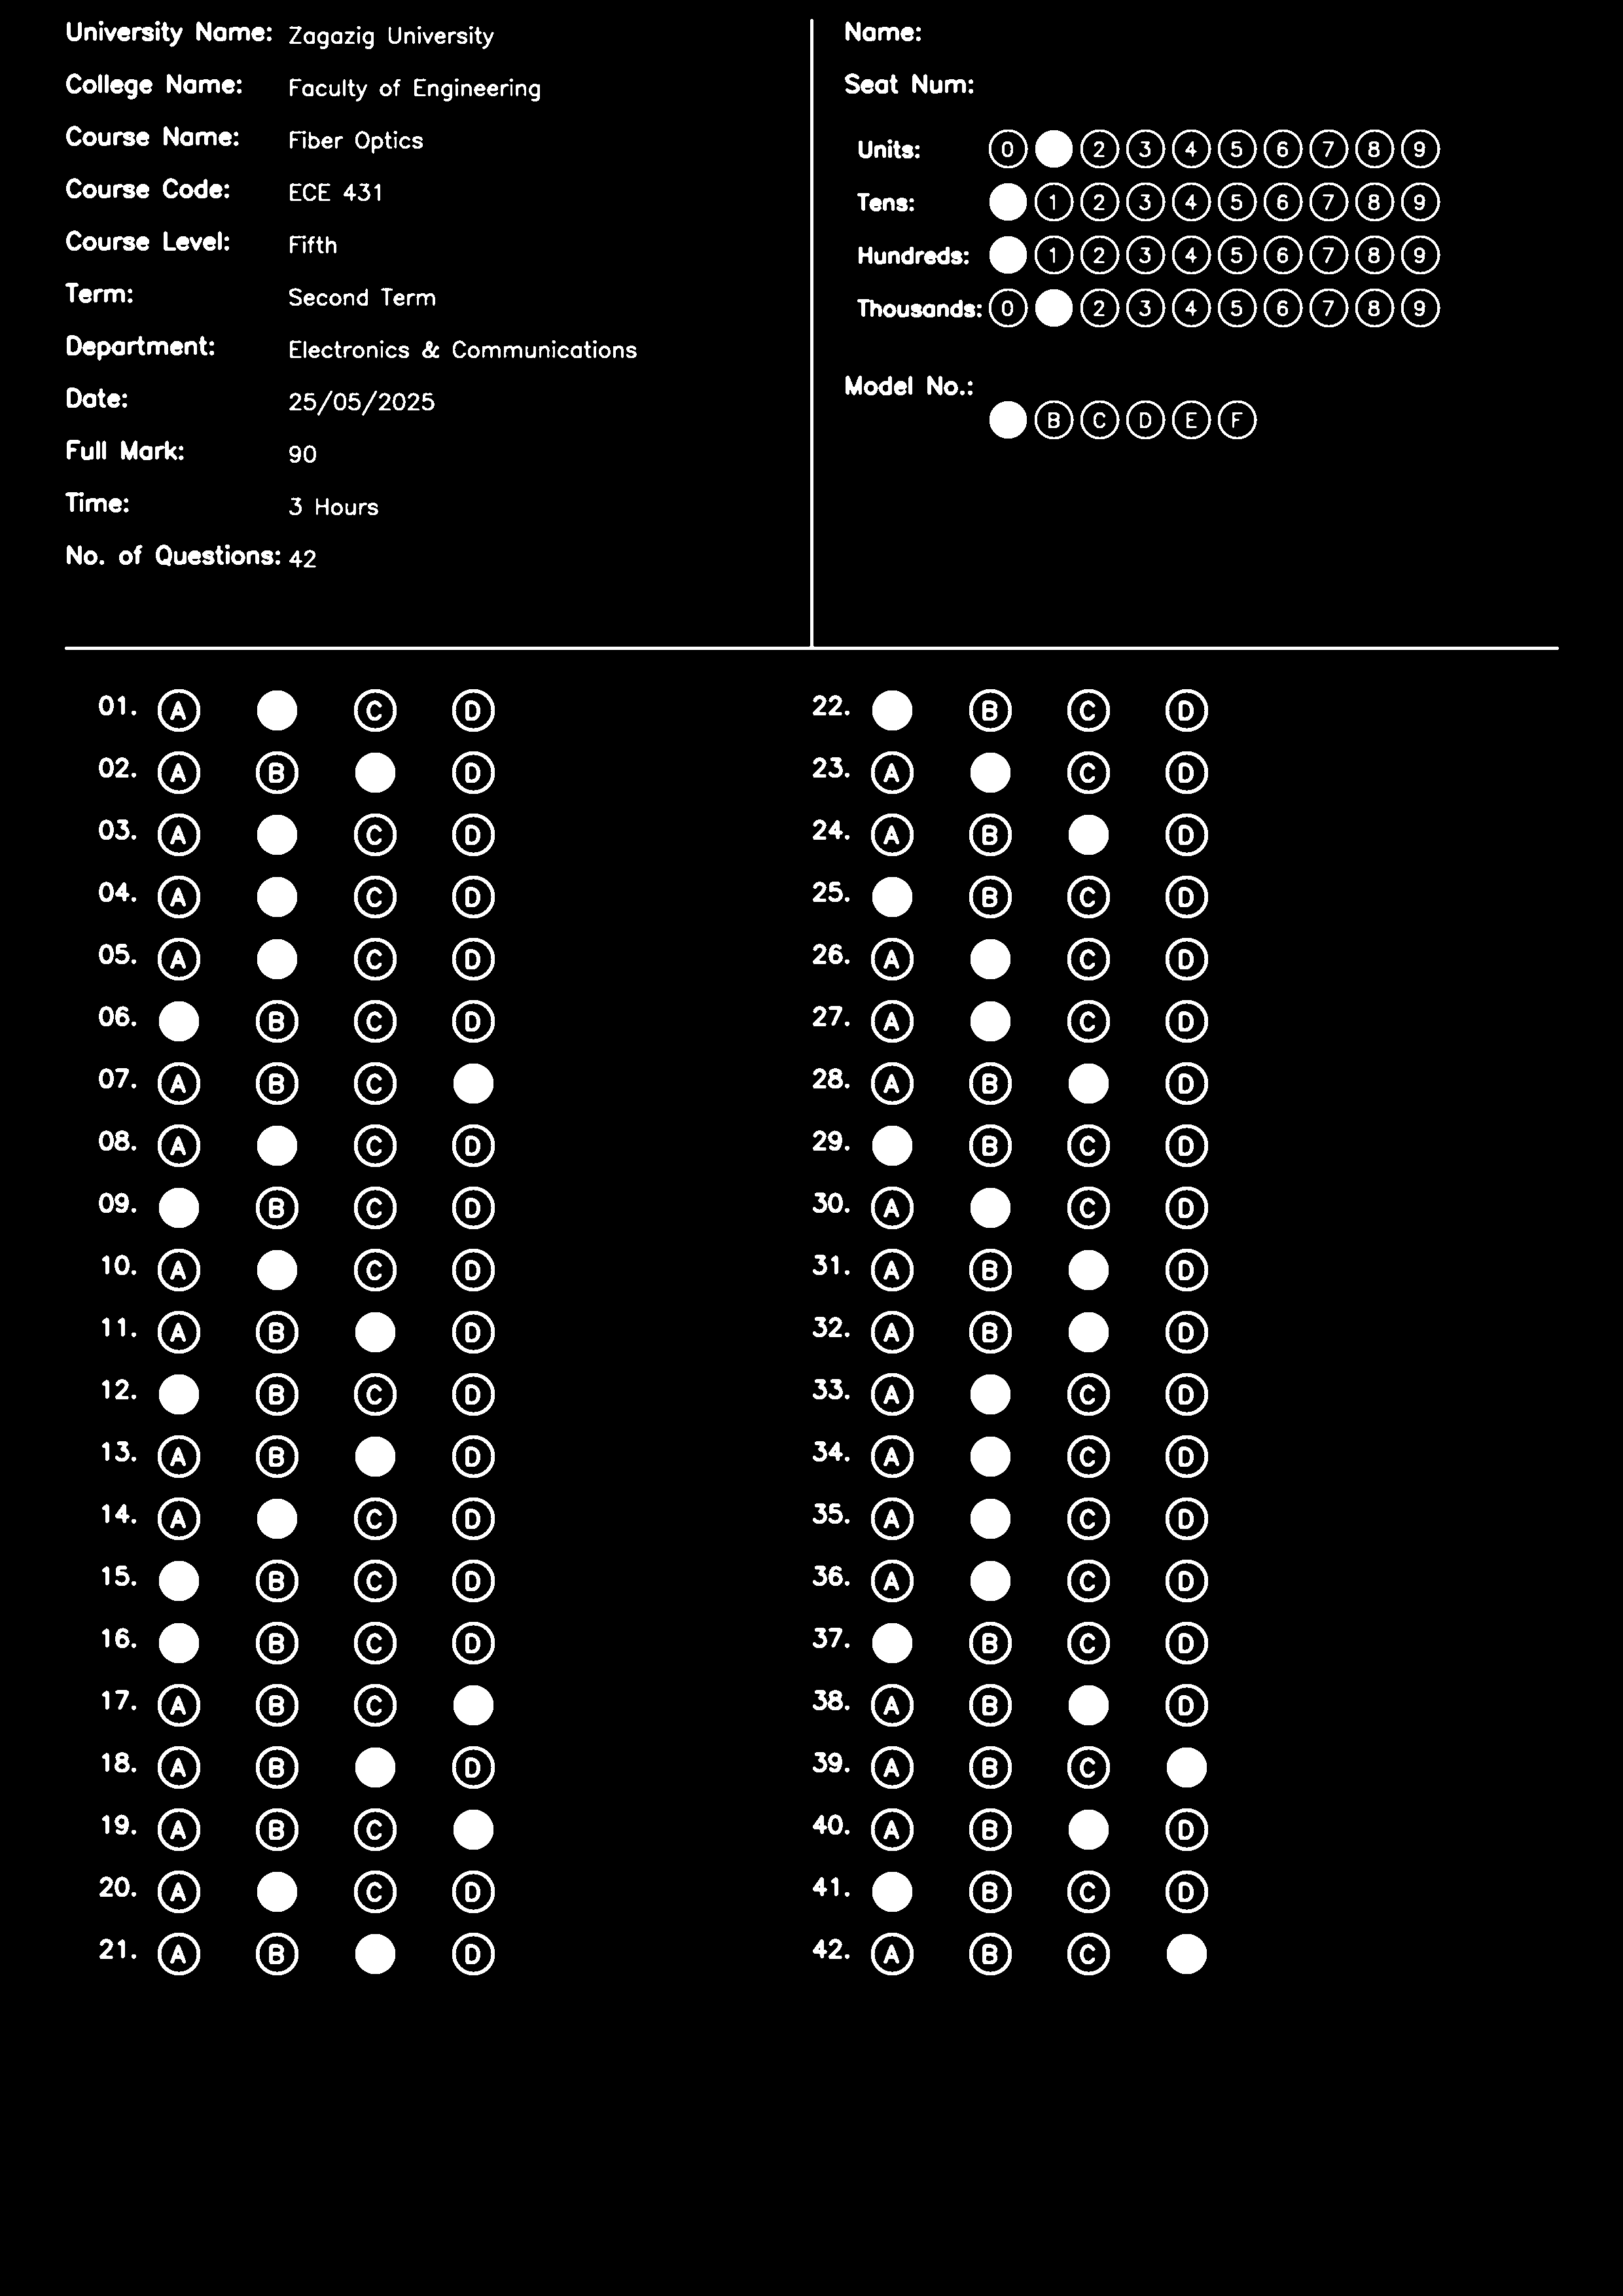 University Name: Zagazig University
College Name: Faculty of Engineering
Course Name: Fiber Optics
Course Code: ECE 431
Course Level: Fifth
Term: Second Term
Department: Electronics & Communications
Date: 25/05/2025
Full Mark: 90
Time: 3 Hours
No. of Questions: 42
Name:
Seat Num:
Units: 0 2 3 4 5 6 7 8 9
Tens: 1 2 3 4 5 6 7 8 9
Hundreds: 1 2 3 4 5 6 7 8 9
Thousands: 0 2 3 4 5 6 7 8 9
Model No.:
B C D E F
01. A C D
02. A B D
03. A C D
04. A C D
05. A C D
06. B C D
07. A B C
08. A C D
09. B C D
10. A C D
11. A B D
12. B C D
13. A B D
14. A C D
15. B C D
16. B C D
17. A B C
18. A B D
19. A B C
20. A C D
21. A B D
22. B C D
23. A C D
24. A B D
25. B C D
26. A C D
27. A C D
28. A B D
29. B C D
30. A C D
31. A B D
32. A B D
33. A C D
34. A C D
35. A C D
36. A C D
37. B C D
38. A B D
39. A B C
40. A B D
41. B C D
42. A B C